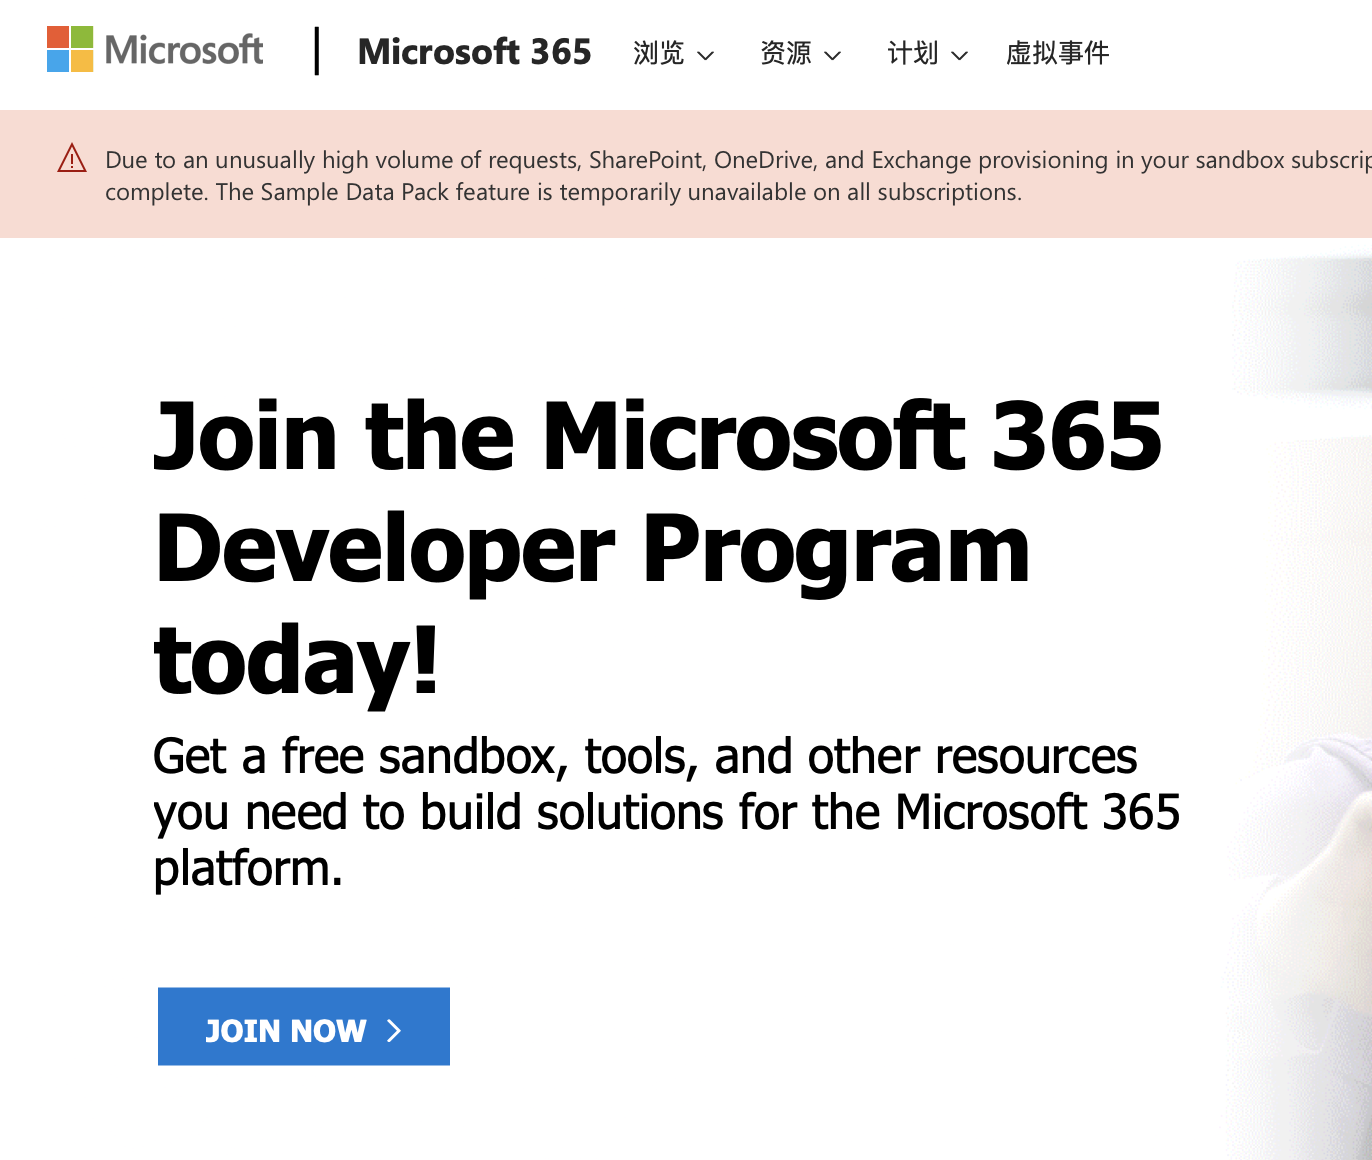 Microsoft | Microsoft 365 浏览 资源 计划 虚拟事件
Due to an unusually high volume of requests, SharePoint, OneDrive, and Exchange provisioning in your sandbox
complete. The Sample Data Pack feature is temporarily unavailable on all subscriptions.
Join the Microsoft 365
Developer Program
today!
Get a free sandbox, tools, and other resources
you need to build solutions for the Microsoft 365
platform.
JOIN NOW